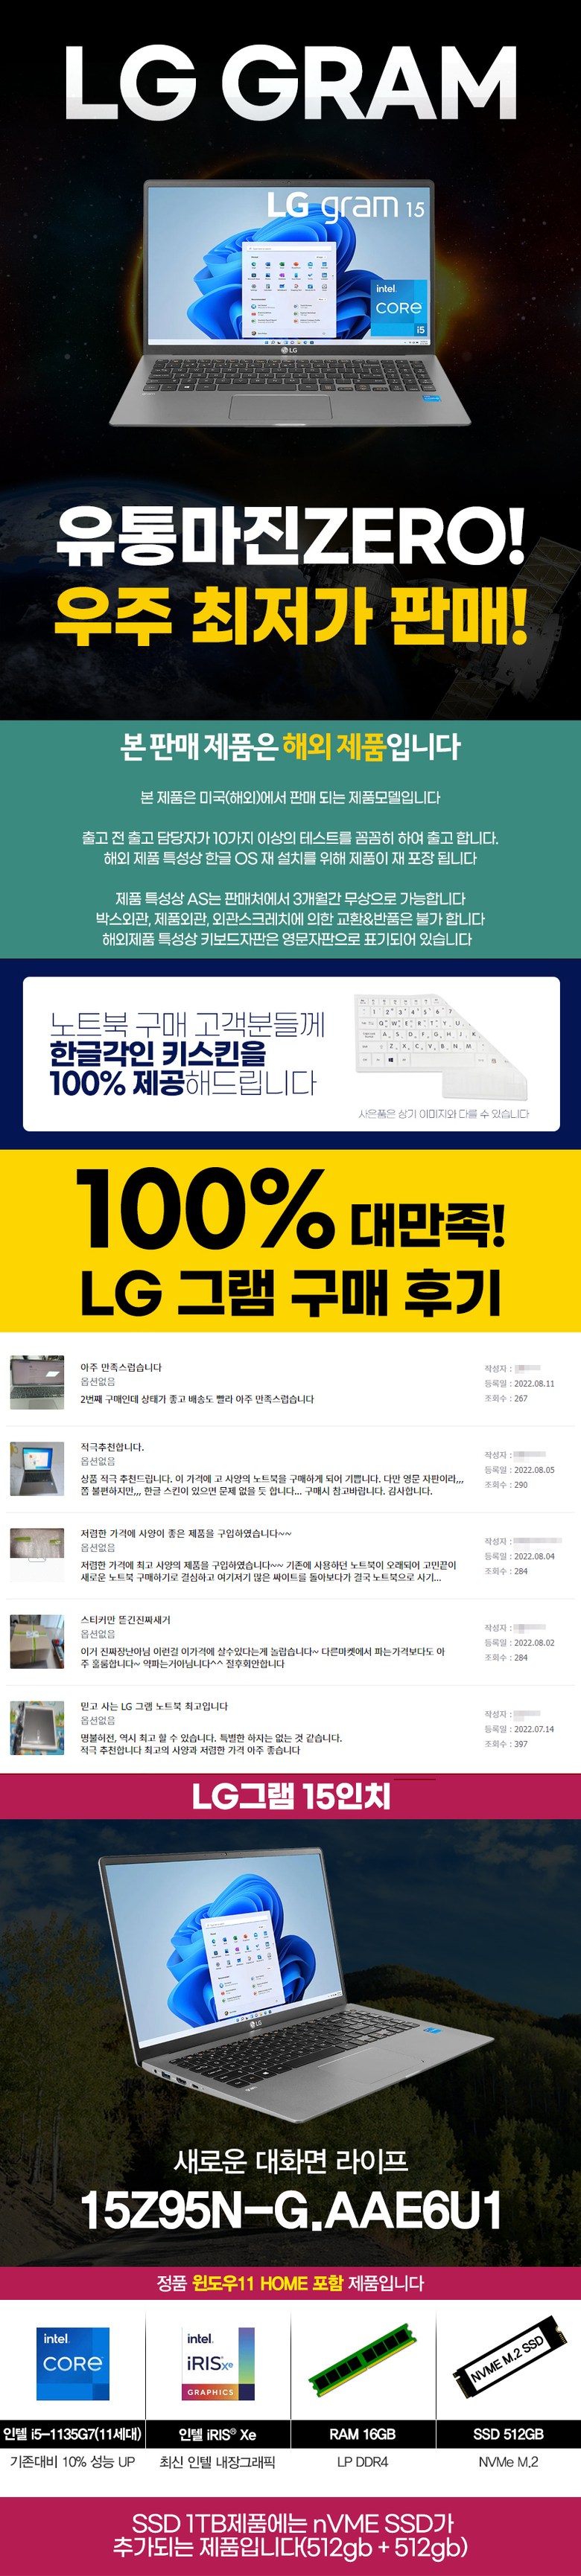 LG GRAM
LG gram 15
intel
CORE
i5
LG
유통마진ZERO!
우주 최저가 판매!
본 판매 제품은 해외 제품입니다
본 제품은 미국(해외)에서 판매 되는 제품모델입니다
출고 전 출고 담당자가 10가지 이상의 테스트를 꼼꼼히 하여 출고 합니다.
해외 제품 특성상 한글 OS 재 설치를 위해 제품이 재 포장 됩니다
제품 특성상 AS는 판매처에서 3개월간 무상으로 가능합니다
박스외관, 제품외관, 외관스크레치에 의한 교환&반품은 불가 합니다
해외제품 특성상 키보드자판은 영문자판으로 표기되어 있습니다
노트북 구매 고객분들께
한글각인 키스킨을
100% 제공해드립니다
사은품은 상기 이미지와 다를 수 있습니다
100% 대만족!
LG 그램 구매 후기
아주 만족스럽습니다
옵션없음
2번째 구매인데 상태가 좋고 배송도 빨라 아주 만족스럽습니다
작성자 :
등록일 : 2022.08.11
조회수 : 267
적극추천합니다.
옵션없음
상품 적극 추천드립니다. 이 가격에 고 사양의 노트북을 구매하게 되어 기쁩니다. 다만 영문 자판이라,,,
쫌 불편하지만,,, 한글 스킨이 있으면 문제 없을 듯 합니다... 구매시 참고바랍니다. 감사합니다.
작성자 :
등록일 : 2022.08.05
조회수 : 290
저렴한 가격에 사양이 좋은 제품을 구입하였습니다~~
옵션없음
저렴한 가격에 최고 사양의 제품을 구입하였습니다~~ 기존에 사용하던 노트북이 오래되어 고민끝이
새로운 노트북 구매하기로 결심하고 여기저기 많은 싸이트를 돌아보다가 결국 노트북으로 사기...
작성자 :
등록일 : 2022.08.04
조회수 : 284
스티커만 뜯긴진짜새거
옵션없음
이거 진짜장난아님 이런걸 이가격에 살수있다는게 놀랍습니다~ 다른마켓에서 파는가격보다도 아
주 훌륭합니다~ 악파는거아님니다^^ 절후회안합니다
작성자 :
등록일 : 2022.08.02
조회수 : 284
믿고 사는 LG 그램 노트북 최고입니다
옵션없음
명불허전, 역시 최고 할 수 있습니다. 특별한 하자는 없는 것 같습니다.
적극 추천합니다 최고의 사양과 저렴한 가격 아주 좋습니다
작성자 :
등록일 : 2022.07.14
조회수 : 397
LG그램 15인치
LG
새로운 대화면 라이프
15Z95N-G.AAE6U1
정품 윈도우11 HOME 포함 제품입니다
intel
CORE
intel
iRISxe
GRAPHICS
NVME M.2 SSD
인텔 i5-1135G7(11세대)
인텔 iRIS® Xe
RAM 16GB
SSD 512GB
기존대비 10% 성능 UP
최신 인텔 내장그래픽
LP DDR4
NVMe M.2
SSD 1TB제품에는 nVME SSD가
추가되는 제품입니다(512gb + 512gb)